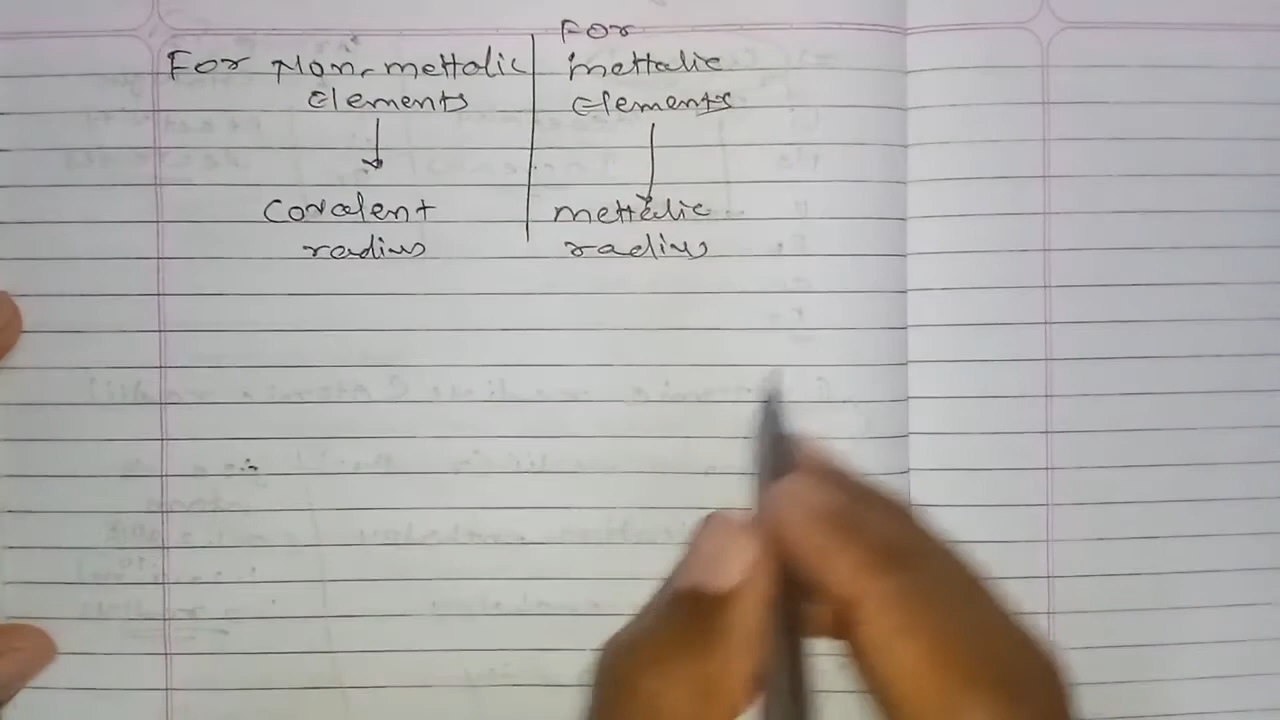 For Non-mettalic
Elements
Covalent
radius
For
mettalic
Elements
mettalic
radius